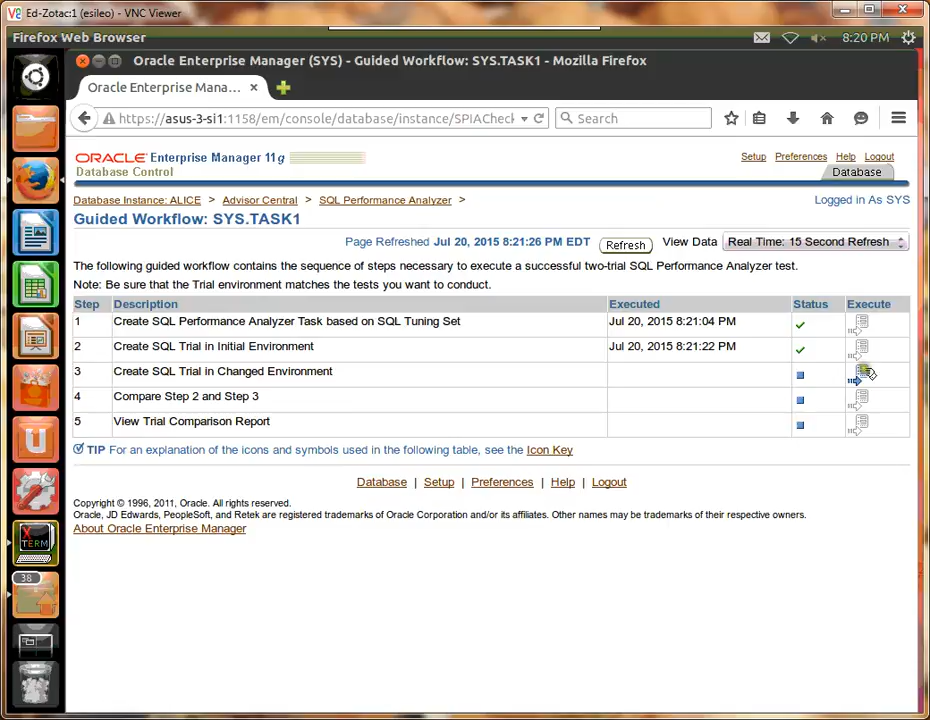 Ed-Zotac:1 (esileo) - VNC Viewer
Firefox Web Browser
8:20 PM
Oracle Enterprise Manager (SYS) - Guided Workflow: SYS.TASK1 - Mozilla Firefox
Oracle Enterprise Mana...
https://asus-3-si1:1158/em/console/database/instance/SPIACheck
Search
ORACLE Enterprise Manager 11g
Database Control
Setup Preferences Help Logout
Database
Database Instance: ALICE > Advisor Central > SQL Performance Analyzer >
Logged in As SYS
Guided Workflow: SYS.TASK1
Page Refreshed Jul 20, 2015 8:21:26 PM EDT Refresh View Data Real Time: 15 Second Refresh
The following guided workflow contains the sequence of steps necessary to execute a successful two-trial SQL Performance Analyzer test.
Note: Be sure that the Trial environment matches the tests you want to conduct.
Step Description Executed Status Execute
1 Create SQL Performance Analyzer Task based on SQL Tuning Set Jul 20, 2015 8:21:04 PM
2 Create SQL Trial in Initial Environment Jul 20, 2015 8:21:22 PM
3 Create SQL Trial in Changed Environment
4 Compare Step 2 and Step 3
5 View Trial Comparison Report
TIP For an explanation of the icons and symbols used in the following table, see the Icon Key
Database | Setup | Preferences | Help | Logout
Copyright © 1996, 2011, Oracle. All rights reserved.
Oracle, JD Edwards, PeopleSoft, and Retek are registered trademarks of Oracle Corporation and/or its affiliates. Other names may be trademarks of their respective owners.
About Oracle Enterprise Manager
X
TERM
38